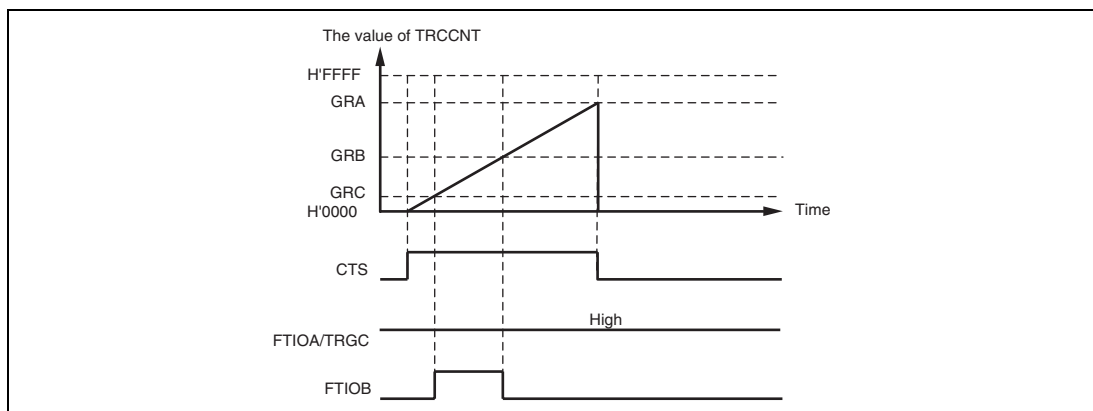 The value of TRCCNT
H'FFFF
GRA
GRB
GRC
H'0000
Time
CTS
High
FTIOA/TRGC
FTIOB